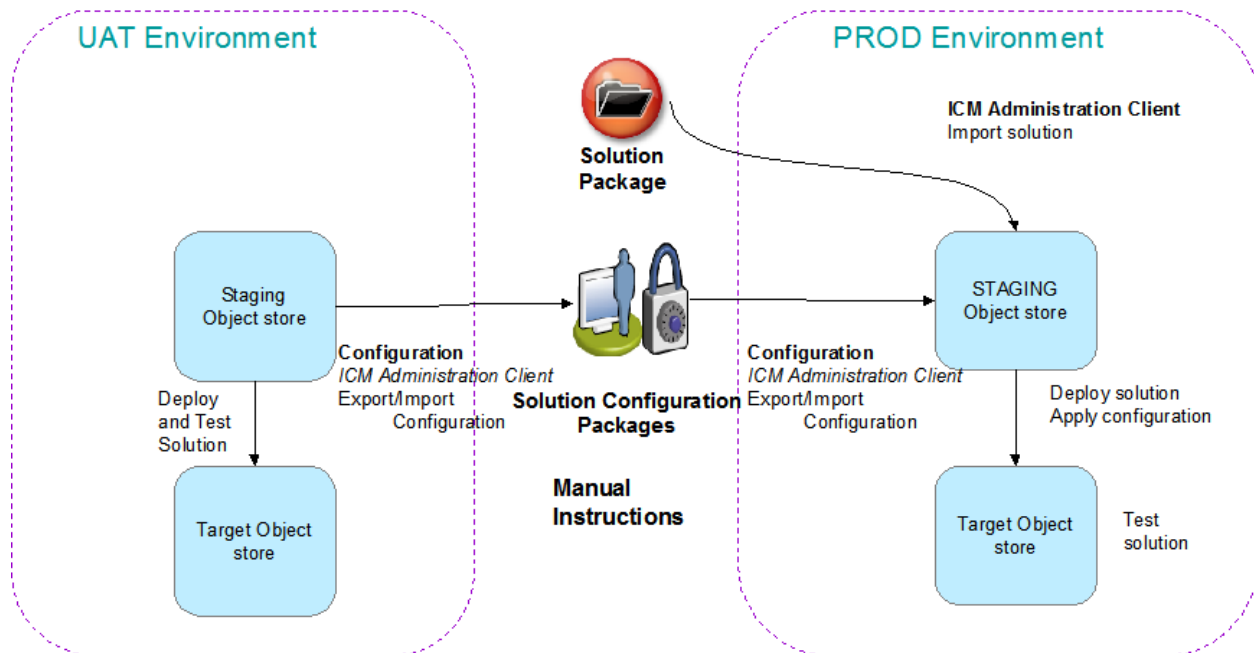 UAT Environment
PROD Environment
Solution
Package
ICM Administration Client
Import solution
Staging
Object store
STAGING
Object store
Configuration
ICM Administration Client
Export/Import
Configuration
Solution Configuration
Packages
Configuration
ICM Administration Client
Export/Import
Configuration
Deploy
and Test
Solution
Deploy solution
Apply configuration
Manual
Instructions
Target Object
store
Target Object
store
Test
solution